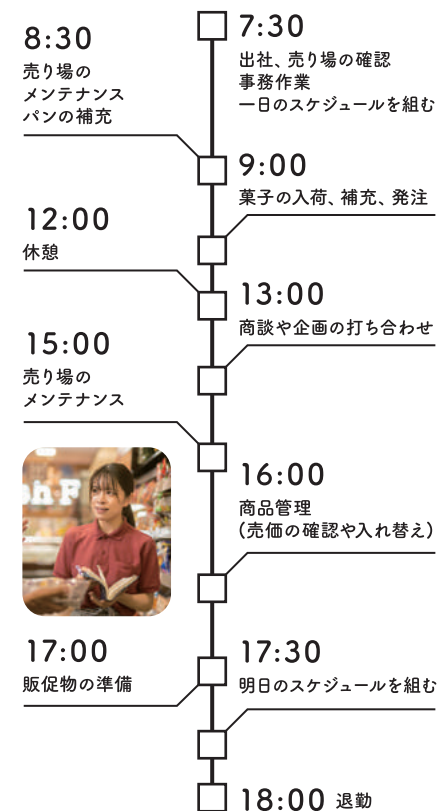 7:30
出社、売り場の確認
事務作業
一日のスケジュールを組む
8:30
売り場の
メンテナンス
パンの補充
9:00
菓子の入荷、補充、発注
12:00
休憩
13:00
商談や企画の打ち合わせ
15:00
売り場の
メンテナンス
16:00
商品管理
(売価の確認や入れ替え)
17:00
販促物の準備
17:30
明日のスケジュールを組む
18:00 退勤